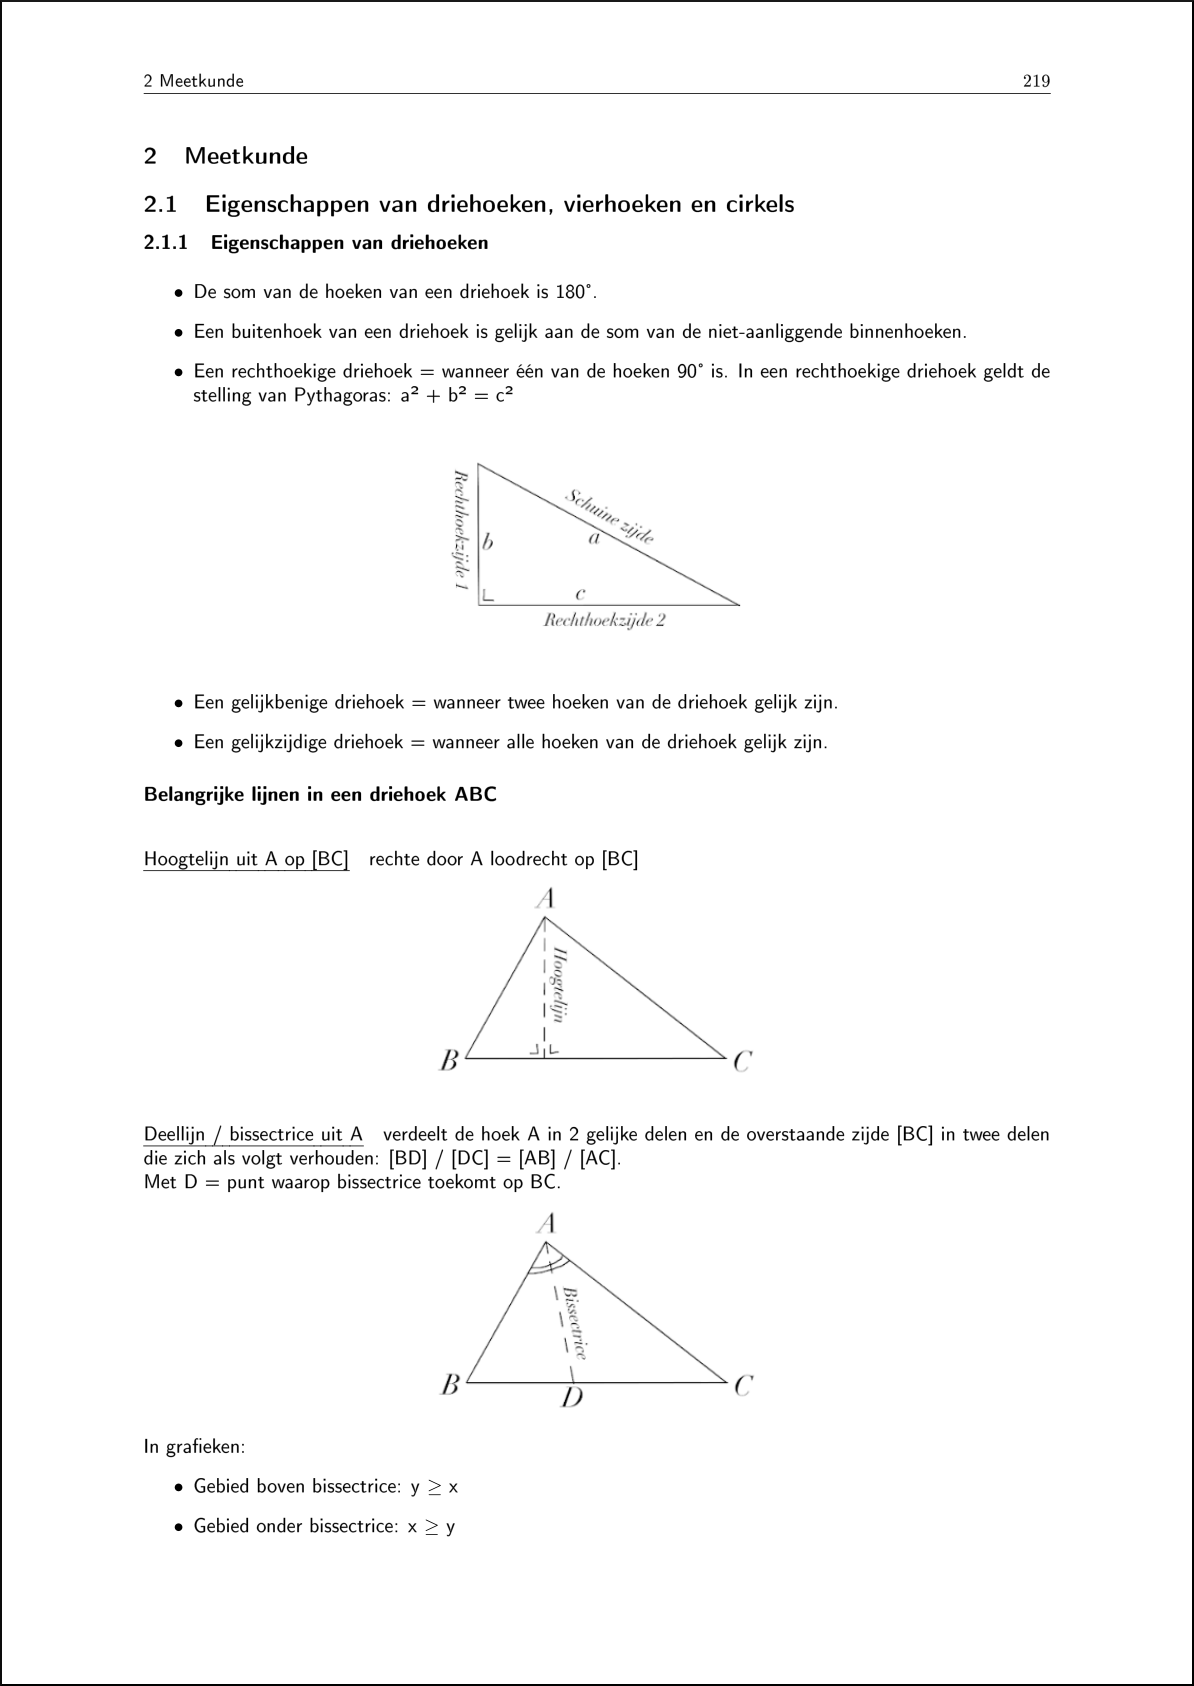 2 Meetkunde 219
2 Meetkunde
2.1 Eigenschappen van driehoeken, vierhoeken en cirkels
2.1.1 Eigenschappen van driehoeken
• De som van de hoeken van een driehoek is 180°.
• Een buitenhoek van een driehoek is gelijk aan de som van de niet-aanliggende binnenhoeken.
• Een rechthoekige driehoek = wanneer één van de hoeken 90° is. In een rechthoekige driehoek geldt de
stelling van Pythagoras: a² + b² = c²
Rechthoekzijde 1
Schuine zijde
b
a
c
Rechthoekzijde 2
• Een gelijkbenige driehoek = wanneer twee hoeken van de driehoek gelijk zijn.
• Een gelijkzijdige driehoek = wanneer alle hoeken van de driehoek gelijk zijn.
Belangrijke lijnen in een driehoek ABC
Hoogtelijn uit A op [BC] rechte door A loodrecht op [BC]
A
Hoogtelijn
B
C
Deellijn / bissectrice uit A verdeelt de hoek A in 2 gelijke delen en de overstaande zijde [BC] in twee delen
die zich als volgt verhouden: [BD] / [DC] = [AB] / [AC].
Met D = punt waarop bissectrice toekomt op BC.
A
Bissectrice
B
D
C
In grafieken:
• Gebied boven bissectrice: y ≥ x
• Gebied onder bissectrice: x ≥ y